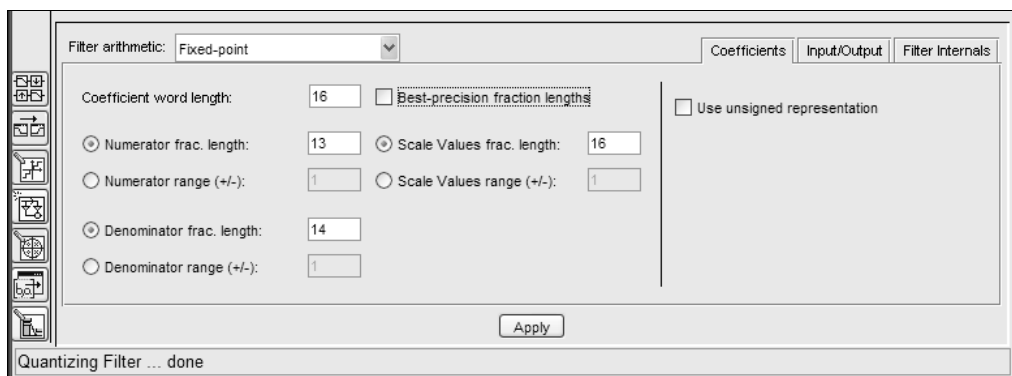 Filter arithmetic: Fixed-point
Coefficients Input/Output Filter Internals
Coefficient word length: 16 Best-precision fraction lengths
Use unsigned representation
Numerator frac. length: 13 Scale Values frac. length: 16
Numerator range (+/-): 1 Scale Values range (+/-): 1
Denominator frac. length: 14
Denominator range (+/-): 1
Apply
Quantizing Filter ... done